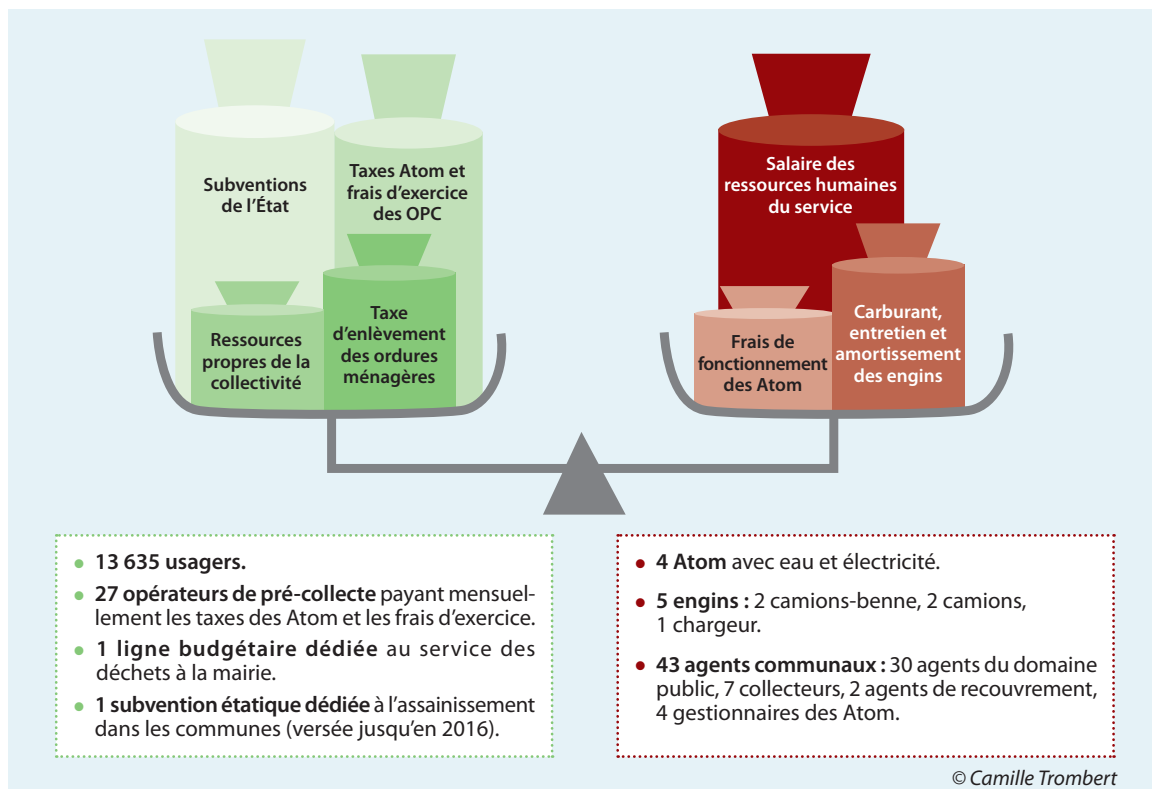 Subventions
de l’État
Taxes Atom et
frais d’exercice
des OPC
Ressources
propres de la
collectivité
Taxe
d’enlèvement
des ordures
ménagères
Salaire des
ressources humaines
du service
Frais de
fonctionnement
des Atom
Carburant,
entretien et
amortissement
des engins
• 13 635 usagers.
• 27 opérateurs de pré-collecte payant mensuel-
lement les taxes des Atom et les frais d’exercice.
• 1 ligne budgétaire dédiée au service des
déchets à la mairie.
• 1 subvention étatique dédiée à l’assainissement
dans les communes (versée jusqu’en 2016).
• 4 Atom avec eau et électricité.
• 5 engins : 2 camions-benne, 2 camions,
1 chargeur.
• 43 agents communaux : 30 agents du domaine
public, 7 collecteurs, 2 agents de recouvrement,
4 gestionnaires des Atom.
© Camille Trombert